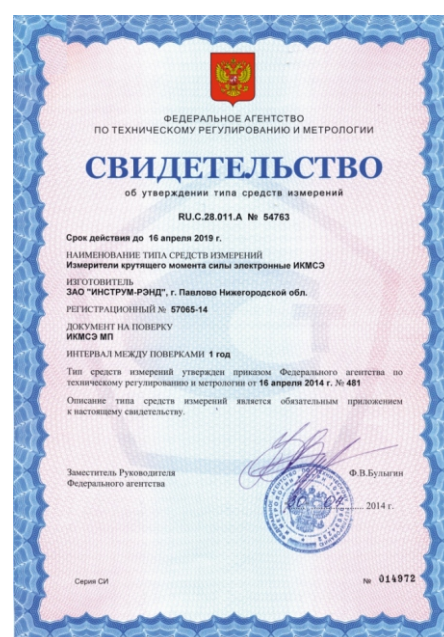 ФЕДЕРАЛЬНОЕ АГЕНТСТВО
ПО ТЕХНИЧЕСКОМУ РЕГУЛИРОВАНИЮ И МЕТРОЛОГИИ
СВИДЕТЕЛЬСТВО
об утверждении типа средств измерений
RU.C.28.011.A № 54763
Срок действия до 16 апреля 2019 г.
НАИМЕНОВАНИЕ ТИПА СРЕДСТВ ИЗМЕРЕНИЙ
Измерители крутящего момента силы электронные ИКМСЭ
ИЗГОТОВИТЕЛЬ
ЗАО "ИНСТРУМ-РЭНД", г. Павлово Нижегородской обл.
РЕГИСТРАЦИОННЫЙ № 57065-14
ДОКУМЕНТ НА ПОВЕРКУ
ИКМСЭ МП
ИНТЕРВАЛ МЕЖДУ ПОВЕРКАМИ 1 год
Тип средств измерений утвержден приказом Федерального агентства по
техническому регулированию и метрологии от 16 апреля 2014 г. № 481
Описание типа средств измерений является обязательным приложением
к настоящему свидетельству.
Заместитель Руководителя
Федерального агентства
Ф.В.Булыгин
2014 г.
Серия СИ
№ 014972